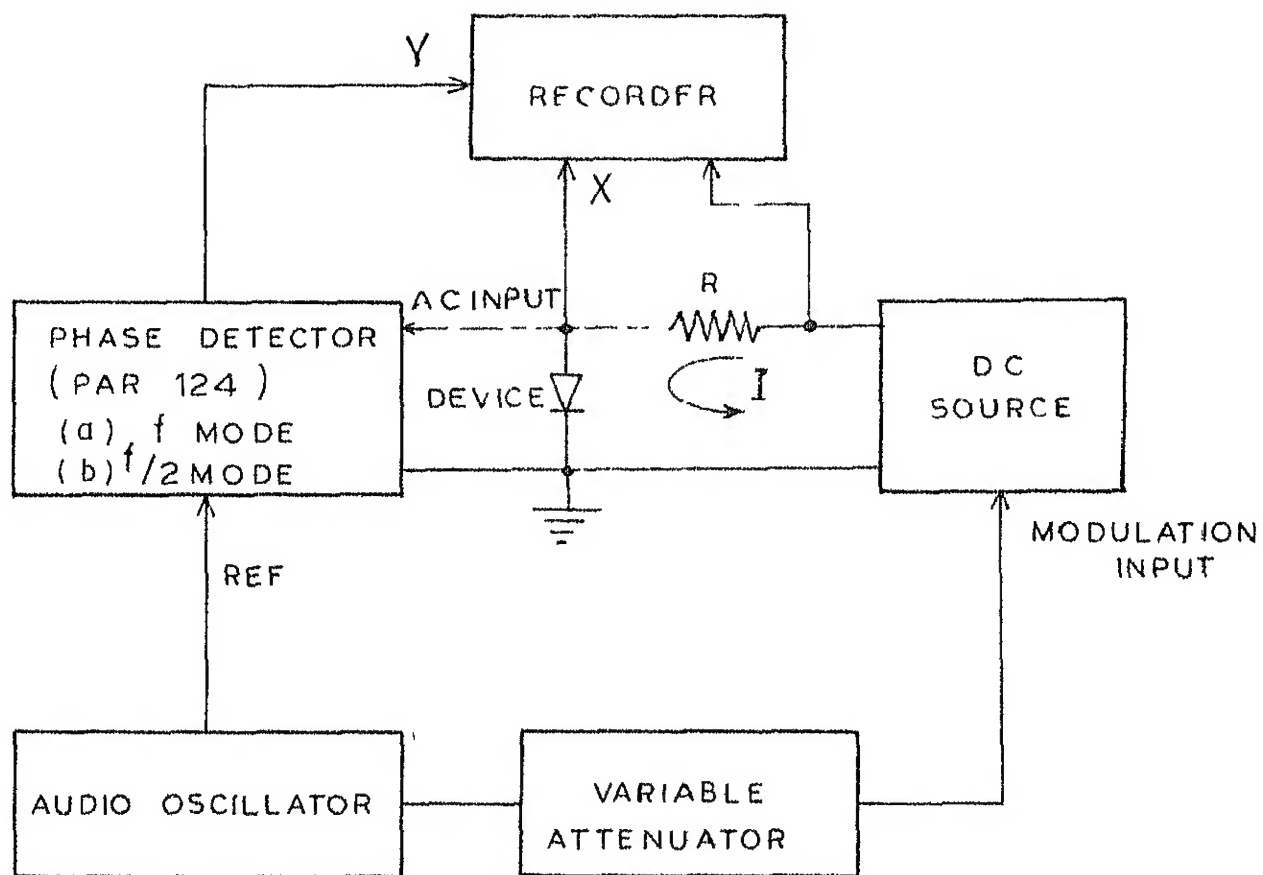 Y
RECORDER
X
AC INPUT
R
PHASE DETECTOR
(PAR 124)
(a) f MODE
(b) f/2 MODE
DEVICE
I
DC
SOURCE
MODULATION
INPUT
REF
AUDIO OSCILLATOR
VARIABLE
ATTENUATOR